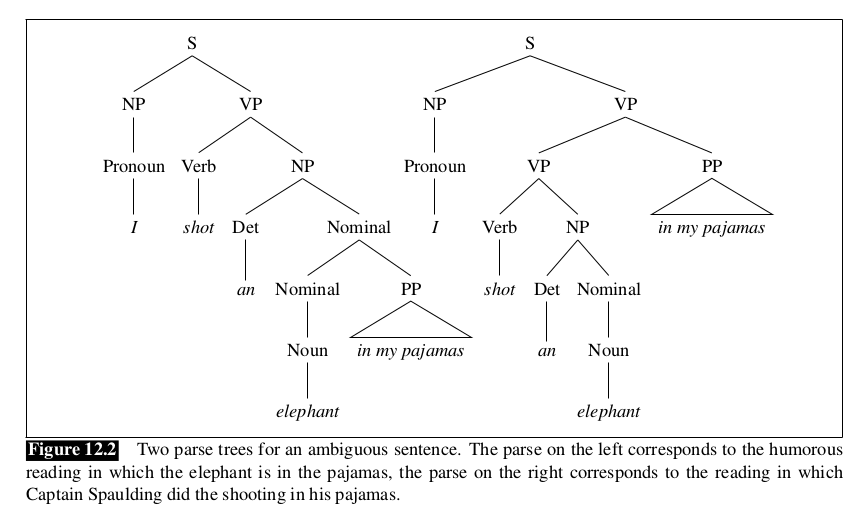 S S
NP VP NP VP
Pronoun Verb NP Pronoun VP PP
I shot Det Nominal I Verb NP in my pajamas
an Nominal PP shot Det Nominal
Noun in my pajamas an Noun
elephant elephant
Figure 12.2 Two parse trees for an ambiguous sentence. The parse on the left corresponds to the humorous
reading in which the elephant is in the pajamas, the parse on the right corresponds to the reading in which
Captain Spaulding did the shooting in his pajamas.